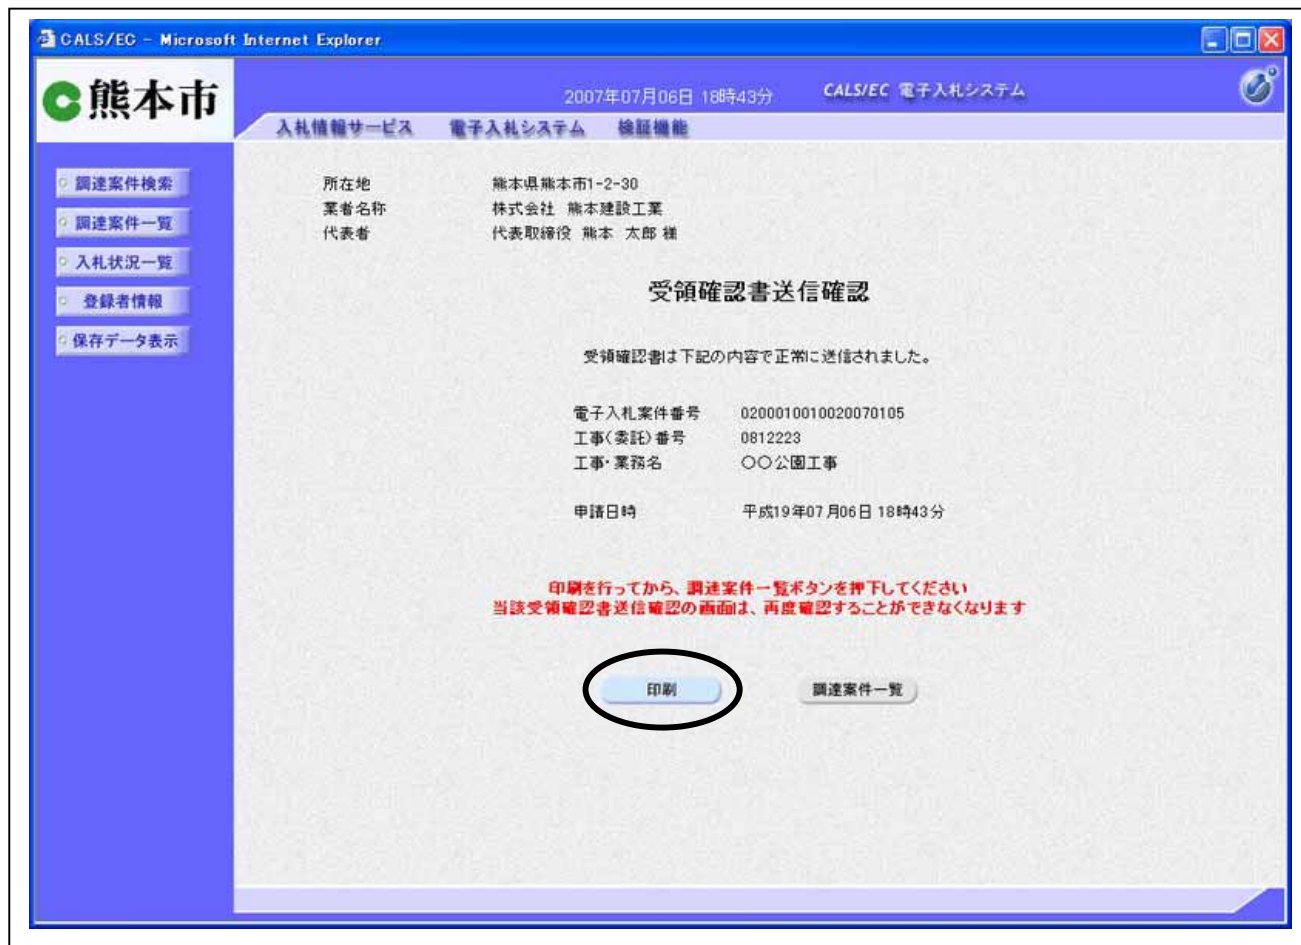 CALS/EC - Microsoft Internet Explorer
熊本市
2007年07月06日 18時43分
CALS/EC 電子入札システム
入札情報サービス 電子入札システム 検証機能
調達案件検索
調達案件一覧
入札状況一覧
登録者情報
保存データ表示
所在地 熊本県熊本市1-2-30
業者名称 株式会社 熊本建設工業
代表者 代表取締役 熊本 太郎 様
受領確認書送信確認
受領確認書は下記の内容で正常に送信されました。
電子入札案件番号 0200010010020070105
工事(委託)番号 0812223
工事・業務名 〇〇公園工事
申請日時 平成19年07月06日 18時43分
印刷を行ってから、調達案件一覧ボタンを押下してください
当該受領確認書送信確認の画面は、再度確認することができなくなります
印刷 調達案件一覧